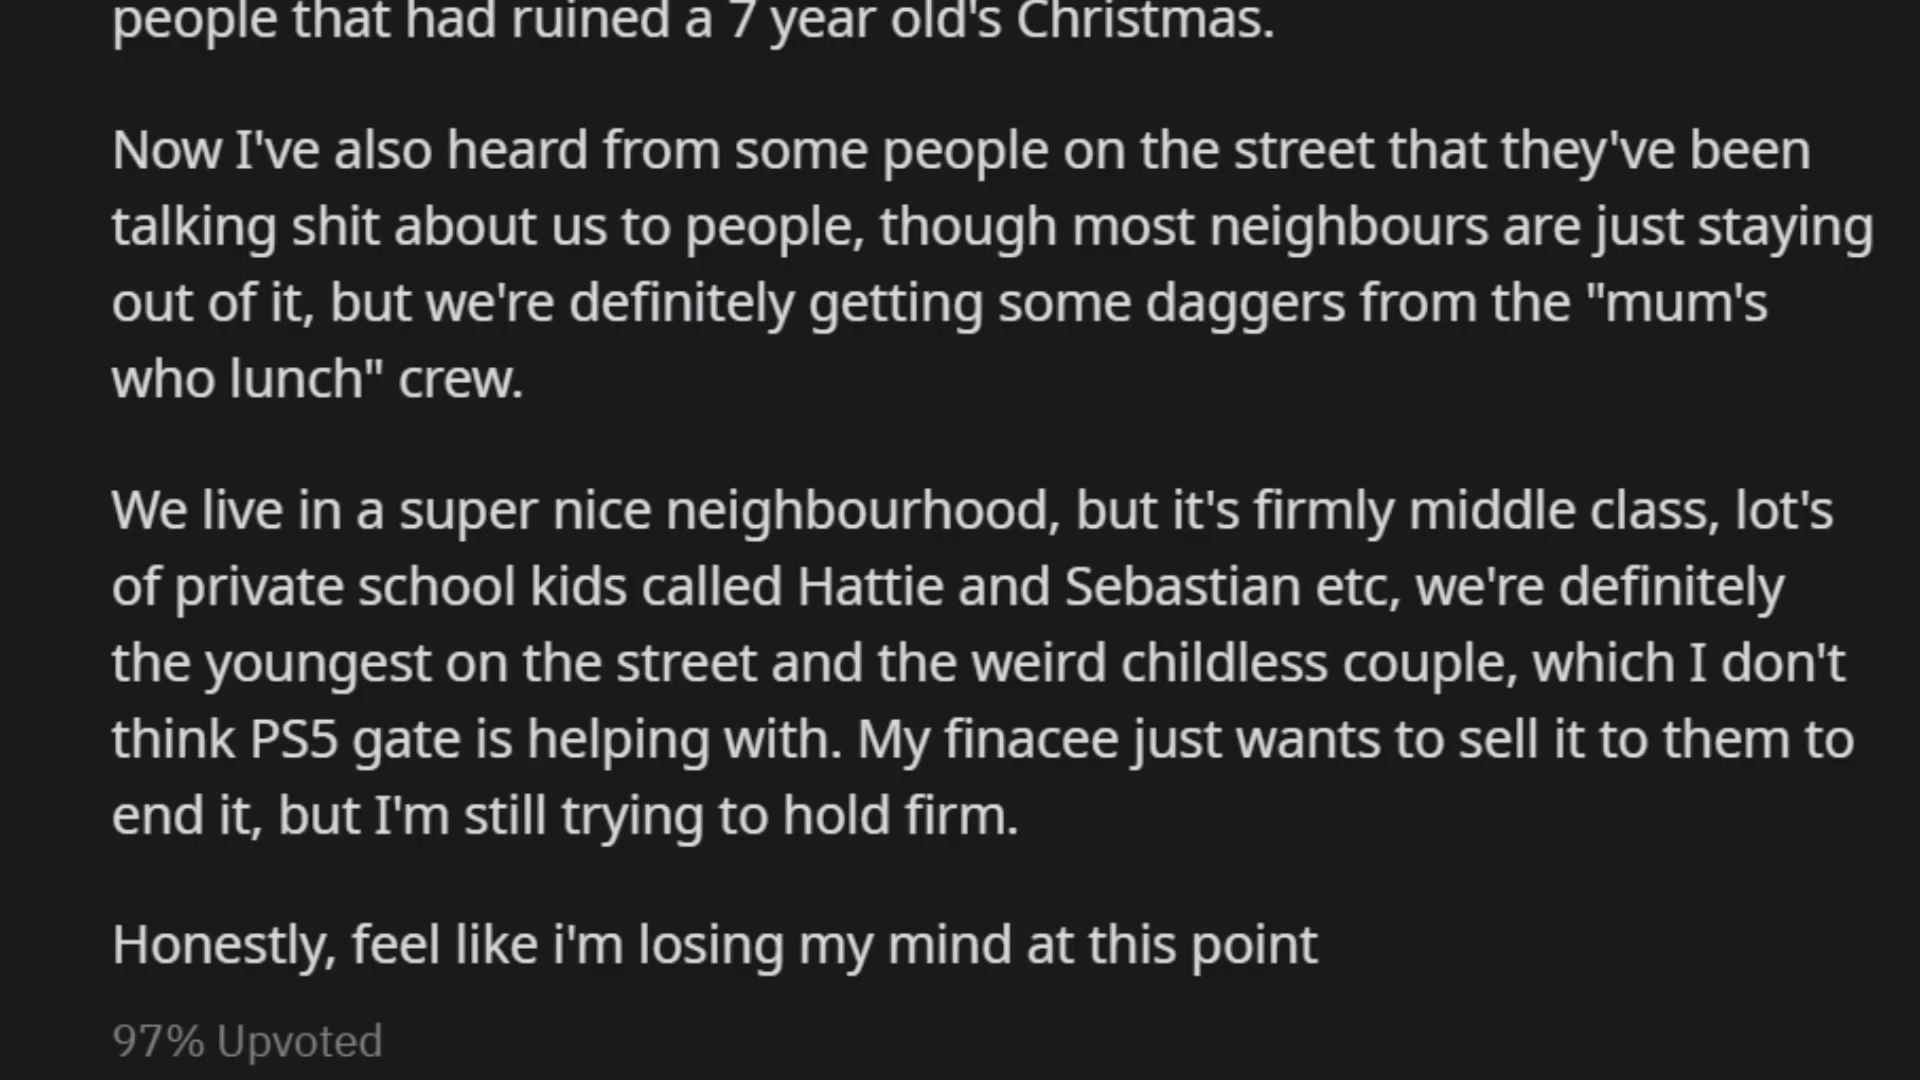 people that had ruined a 7 year old's Christmas.
Now I've also heard from some people on the street that they've been
talking shit about us to people, though most neighbours are just staying
out of it, but we're definitely getting some daggers from the "mum's
who lunch" crew.
We live in a super nice neighbourhood, but it's firmly middle class, lot's
of private school kids called Hattie and Sebastian etc, we're definitely
the youngest on the street and the weird childless couple, which I don't
think PS5 gate is helping with. My finacee just wants to sell it to them to
end it, but I'm still trying to hold firm.
Honestly, feel like i'm losing my mind at this point
97% Upvoted